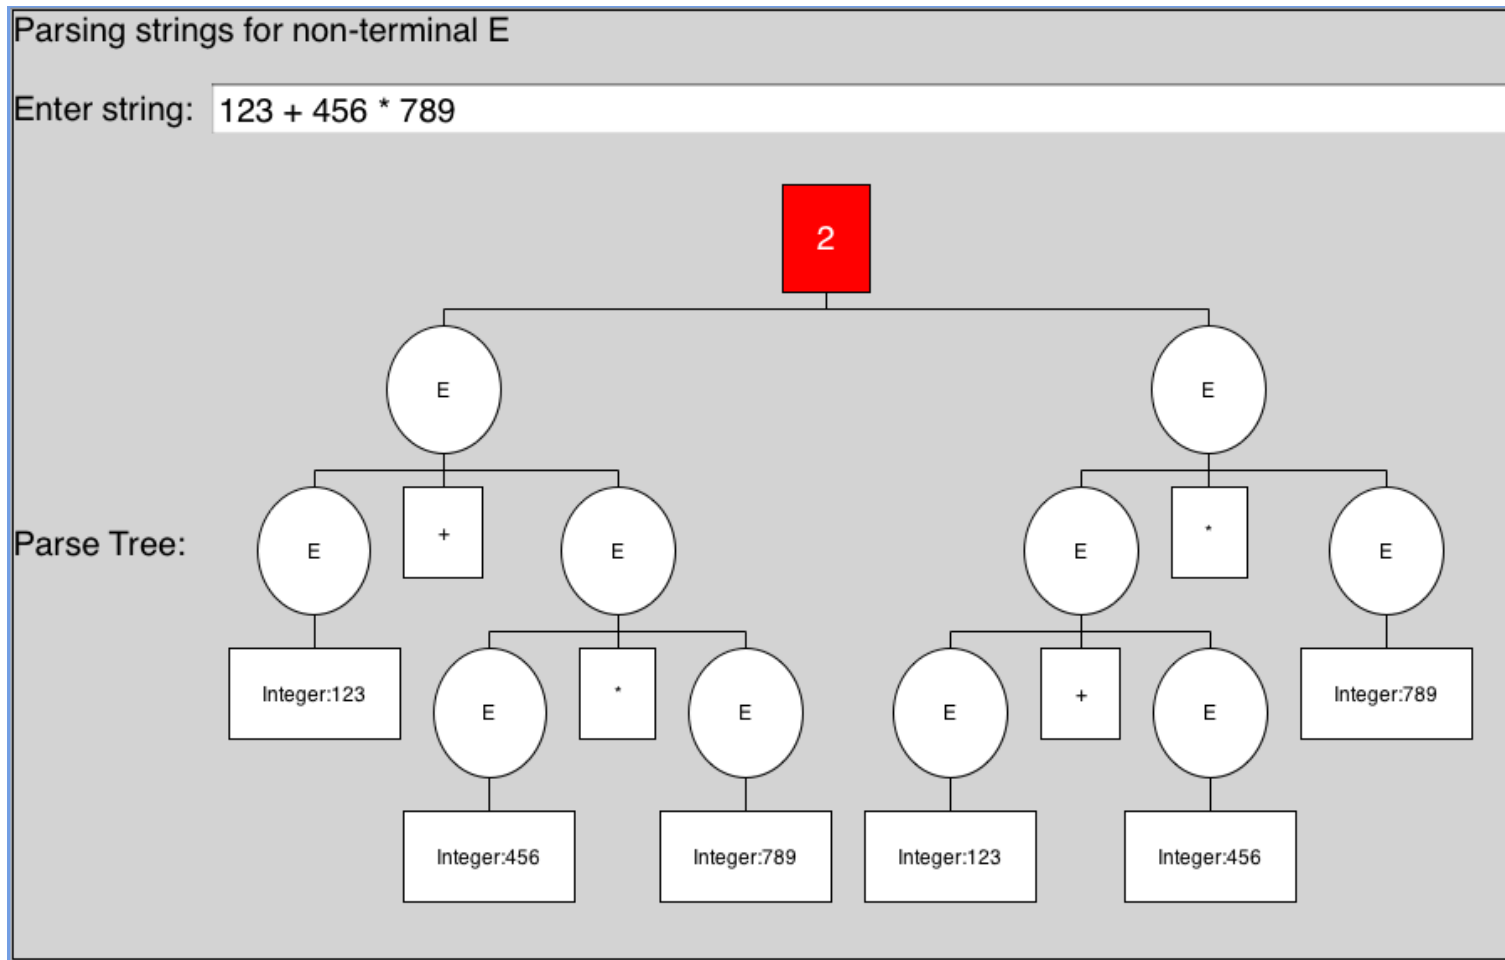 Parsing strings for non-terminal E
Enter string: 123 + 456 * 789
2
E E
E + E E * E
Parse Tree:
Integer:123 E * E E + E Integer:789
Integer:456 Integer:789 Integer:123 Integer:456